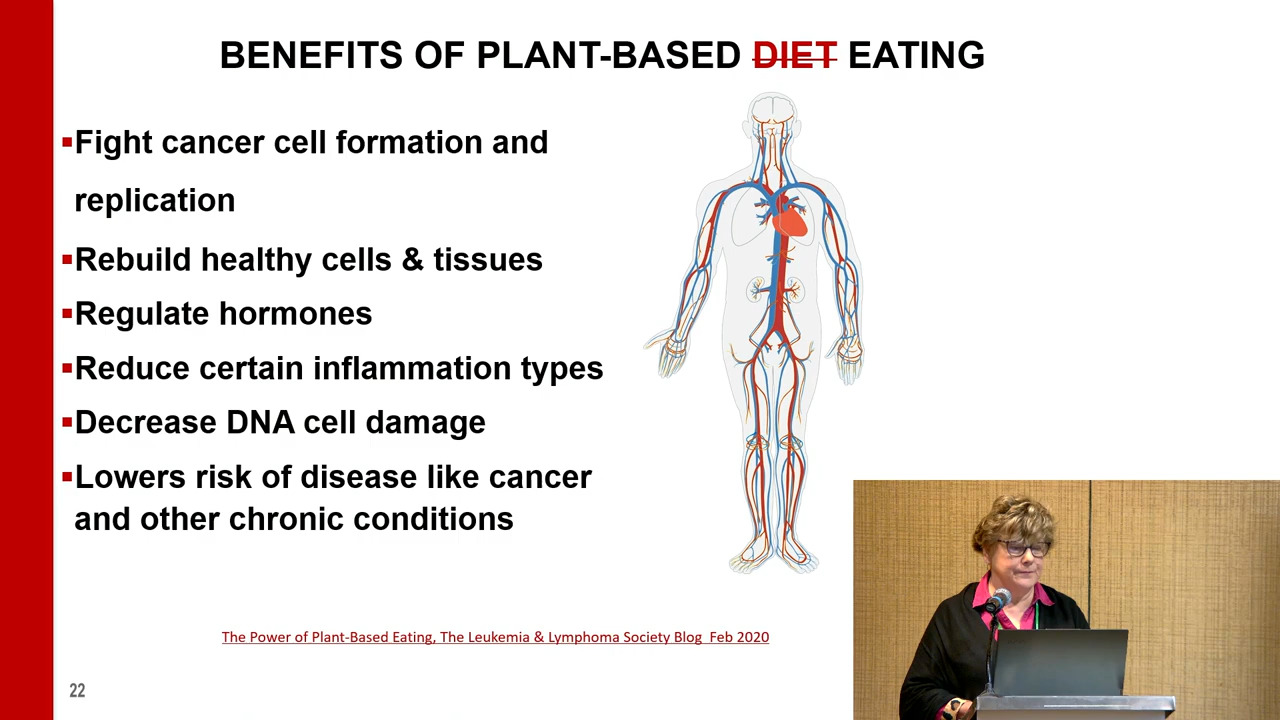 BENEFITS OF PLANT-BASED DIET EATING
▪Fight cancer cell formation and
replication
▪Rebuild healthy cells & tissues
▪Regulate hormones
▪Reduce certain inflammation types
▪Decrease DNA cell damage
▪Lowers risk of disease like cancer
and other chronic conditions
The Power of Plant-Based Eating, The Leukemia & Lymphoma Society Blog Feb 2020
22